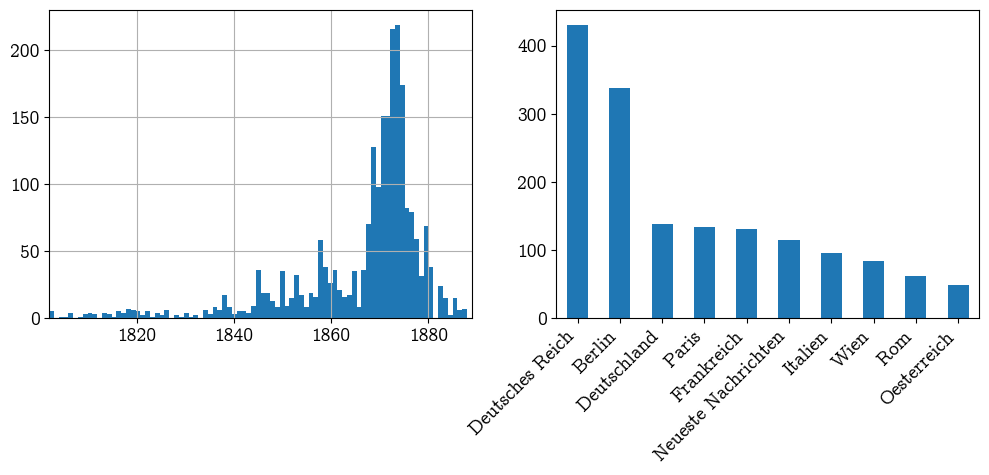 200
150
100
50
0
1820 1840 1860 1880
400
300
200
100
0
Deutsches Reich
Berlin
Deutschland
Paris
Frankreich
Neueste Nachrichten
Italien
Wien
Rom
Oesterreich